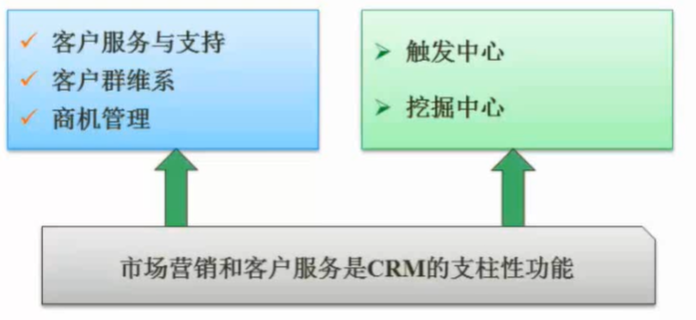 客户服务与支持
客户群维系
商机管理
触发中心
挖掘中心
市场营销和客户服务是CRM的支柱性功能